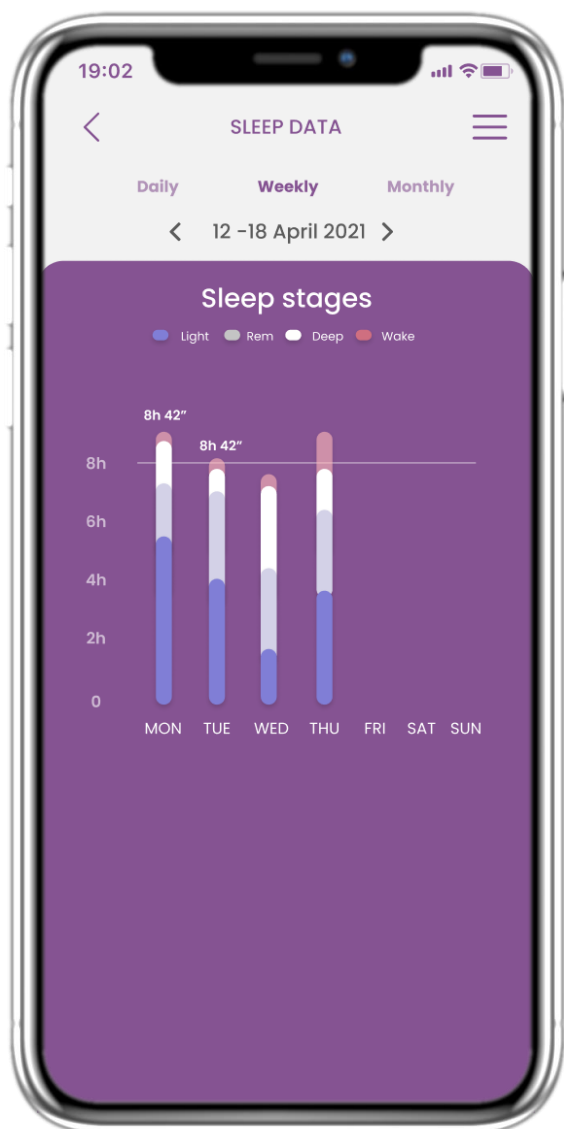 19:02
SLEEP DATA
Daily Weekly Monthly
12 -18 April 2021
Sleep stages
Light Rem Deep Wake
8h 42”
8h 42”
8h
6h
4h
2h
0
MON TUE WED THU FRI SAT SUN